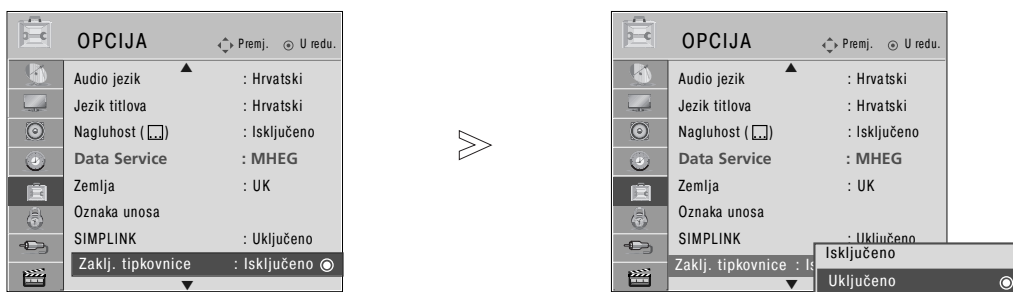 OPCIJA
Premj. U redu.
Audio jezik : Hrvatski
Jezik titlova : Hrvatski
Nagluhost ( ) : Isključeno
Data Service : MHEG
Zemlja : UK
Oznaka unosa
SIMPLINK : Uključeno
Zaklj. tipkovnice : Isključeno
OPCIJA
Premj. U redu.
Audio jezik : Hrvatski
Jezik titlova : Hrvatski
Nagluhost ( ) : Isključeno
Data Service : MHEG
Zemlja : UK
Oznaka unosa
SIMPLINK : Uključeno
Zaklj. tipkovnice : Is
Isključeno
Uključeno